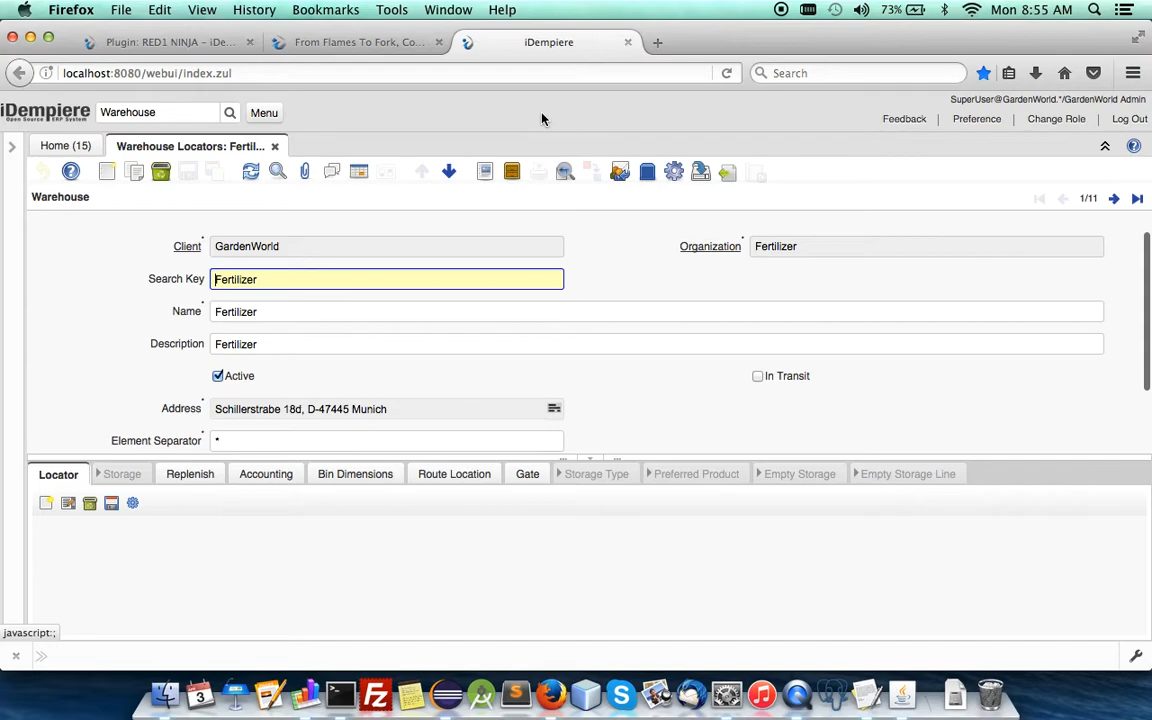 Firefox File Edit View History Bookmarks Tools Window Help 73% Mon 8:55 AM
Plugin: RED1 NINJA – iDe... From Flames To Fork, Co... iDempiere
localhost:8080/webui/index.zul Search
SuperUser@GardenWorld.*/GardenWorld Admin
iDempiere Warehouse Menu Feedback Preference Change Role Log Out
Open Source ERP System
Home (15) Warehouse Locators: Fertil...
Warehouse 1/11
Client* GardenWorld Organization* Fertilizer
Search Key* Fertilizer
Name* Fertilizer
Description Fertilizer
Active In Transit
Address* Schillerstrabe 18d, D-47445 Munich
Element Separator* *
Locator Storage Replenish Accounting Bin Dimensions Route Location Gate Storage Type Preferred Product Empty Storage Empty Storage Line
javascript:;